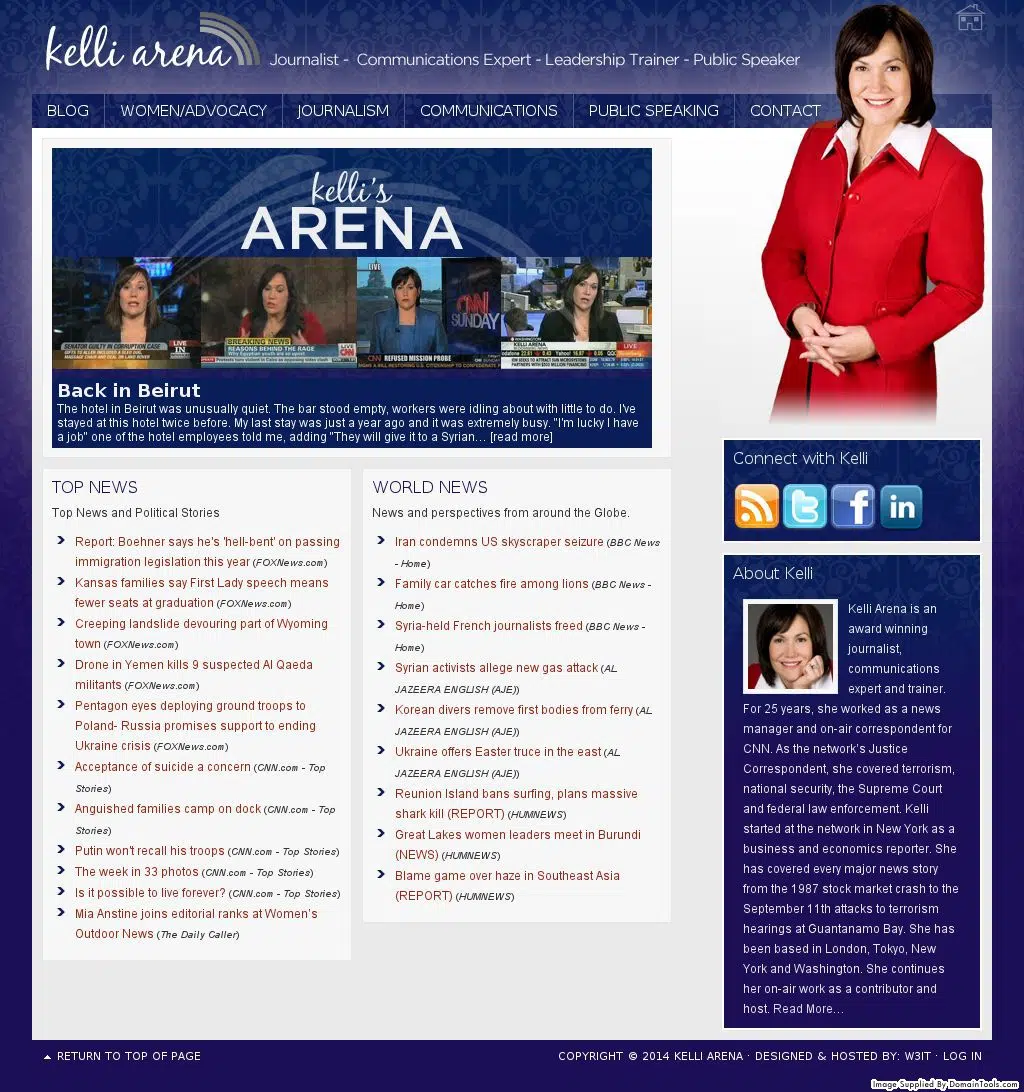 kelli arena
Journalist - Communications Expert - Leadership Trainer - Public Speaker
BLOG
WOMEN/ADVOCACY
JOURNALISM
COMMUNICATIONS
PUBLIC SPEAKING
CONTACT
kelli's
ARENA
LIVE
CNN
SUNDAY
SENATOR GUILTY IN CORRUPTION CASE
LIVE
BREAKING NEWS
REASONS BEHIND THE RAGE
LIVE
CNN
REFUSED MISSION PROBE
KELLI ARENA
LIVE
Back in Beirut
The hotel in Beirut was unusually quiet. The bar stood empty, workers were idling about with little to do. I've
stayed at this hotel twice before. My last stay was just a year ago and it was extremely busy. "I'm lucky I have
a job" one of the hotel employees told me, adding "They will give it to a Syrian... [read more]
TOP NEWS
Top News and Political Stories
Report: Boehner says he's 'hell-bent' on passing
immigration legislation this year (FOXNews.com)
Kansas families say First Lady speech means
fewer seats at graduation (FOXNews.com)
Creeping landslide devouring part of Wyoming
town (FOXNews.com)
Drone in Yemen kills 9 suspected Al Qaeda
militants (FOXNews.com)
Pentagon eyes deploying ground troops to
Poland- Russia promises support to ending
Ukraine crisis (FOXNews.com)
Acceptance of suicide a concern (CNN.com - Top
Stories)
Anguished families camp on dock (CNN.com - Top
Stories)
Putin won't recall his troops (CNN.com - Top Stories)
The week in 33 photos (CNN.com - Top Stories)
Is it possible to live forever? (CNN.com - Top Stories)
Mia Anstine joins editorial ranks at Women's
Outdoor News (The Daily Caller)
WORLD NEWS
News and perspectives from around the Globe.
Iran condemns US skyscraper seizure (BBC News
- Home)
Family car catches fire among lions (BBC News -
Home)
Syria-held French journalists freed (BBC News -
Home)
Syrian activists allege new gas attack (AL
JAZEERA ENGLISH (AJE))
Korean divers remove first bodies from ferry (AL
JAZEERA ENGLISH (AJE))
Ukraine offers Easter truce in the east (AL
JAZEERA ENGLISH (AJE))
Reunion Island bans surfing, plans massive
shark kill (REPORT) (HUMNEWS)
Great Lakes women leaders meet in Burundi
(NEWS) (HUMNEWS)
Blame game over haze in Southeast Asia
(REPORT) (HUMNEWS)
Connect with Kelli
in
About Kelli
Kelli Arena is an
award winning
journalist,
communications
expert and trainer.
For 25 years, she worked as a news
manager and on-air correspondent for
CNN. As the network's Justice
Correspondent, she covered terrorism,
national security, the Supreme Court
and federal law enforcement. Kelli
started at the network in New York as a
business and economics reporter. She
has covered every major news story
from the 1987 stock market crash to the
September 11th attacks to terrorism
hearings at Guantanamo Bay. She has
been based in London, Tokyo, New
York and Washington. She continues
her on-air work as a contributor and
host. Read More...
RETURN TO TOP OF PAGE
COPYRIGHT © 2014 KELLI ARENA · DESIGNED & HOSTED BY: W3IT · LOG IN
Image Supplied By DomainTools.com